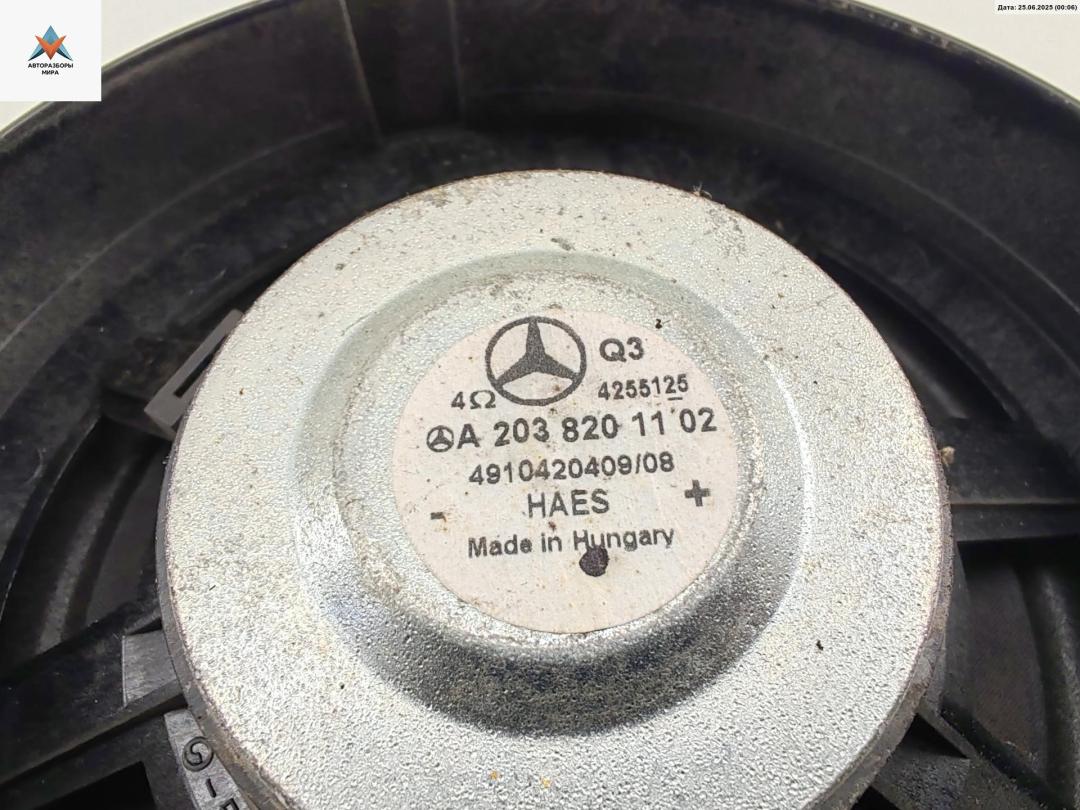 Дата: 25.06.2025 (00:06)
АВТОРАЗБОРЫ
МИРА
Q3
4Ω
4255125
A 203 820 11 02
4910420409/08
- HAES +
Made in Hungary